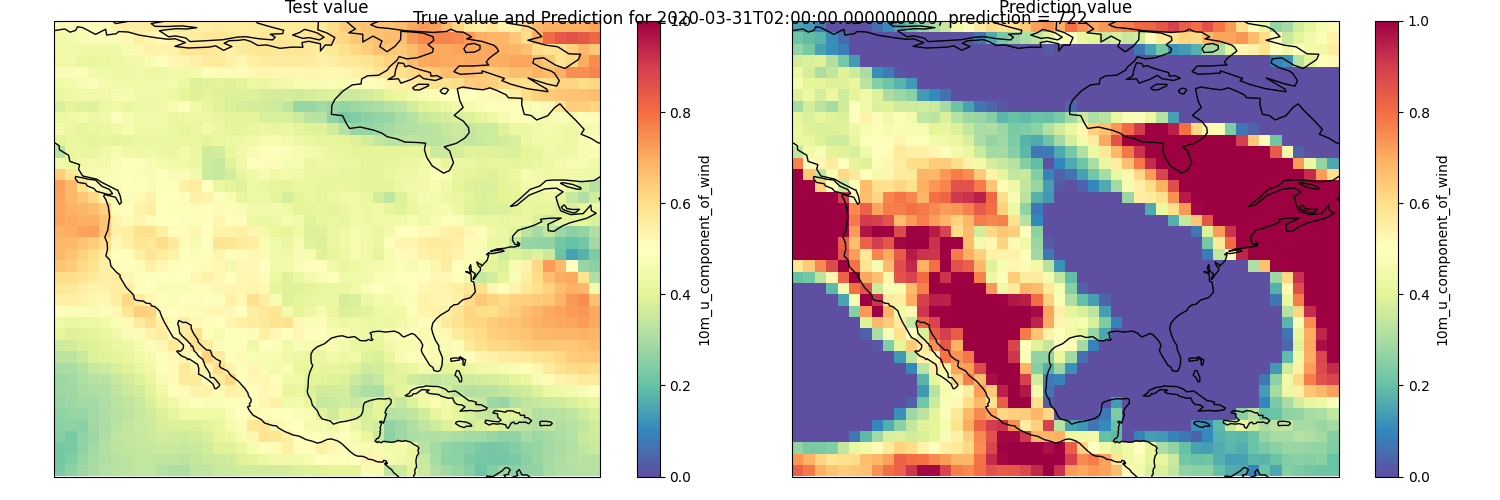 Test value
Prediction value
True value and Prediction for 2020-03-31T02:00:00.000000000, prediction = 722
1.0
0.8
0.6
0.4
0.2
0.0
10m_u_component_of_wind
1.0
0.8
0.6
0.4
0.2
0.0
10m_u_component_of_wind